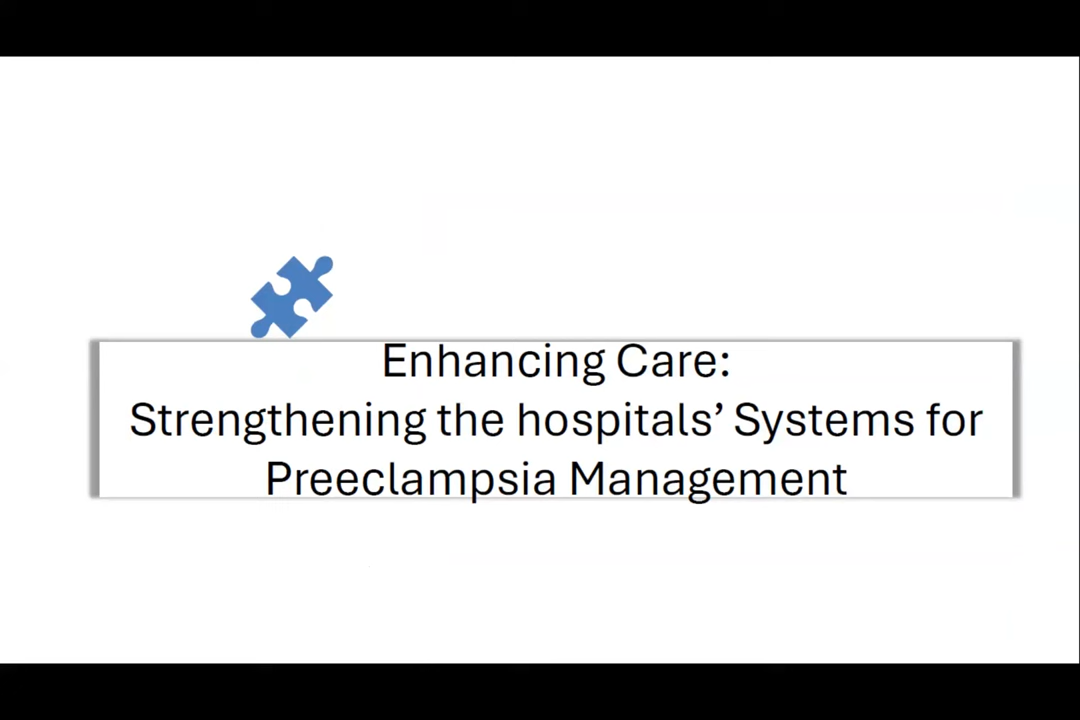 Enhancing Care:
Strengthening the hospitals’ Systems for
Preeclampsia Management